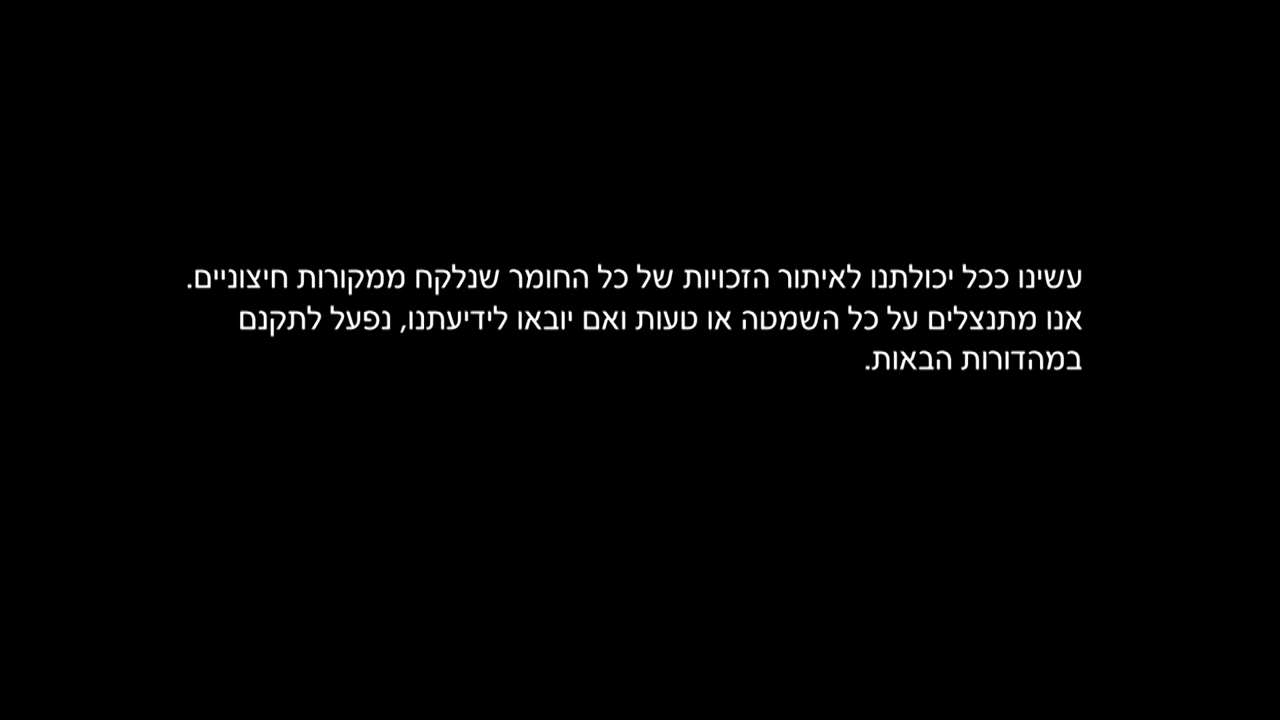 עשינו ככל יכולתנו לאיתור הזכויות של כל החומר שנלקח ממקורות חיצוניים.
אנו מתנצלים על כל השמטה או טעות ואם יובאו לידיעתנו, נפעל לתקנם
במהדורות הבאות.